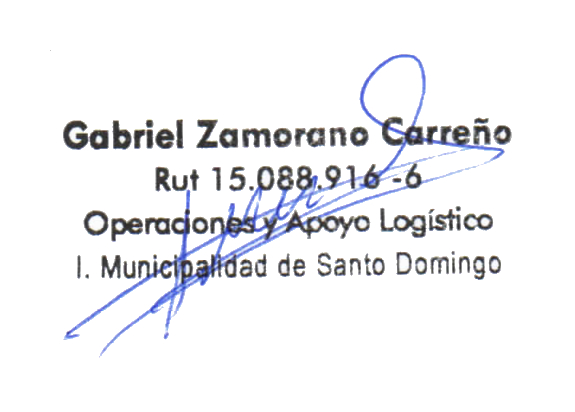 Gabriel Zamorano Carreño
Rut 15.088.916 -6
Operaciones y Apoyo Logístico
I. Municipalidad de Santo Domingo